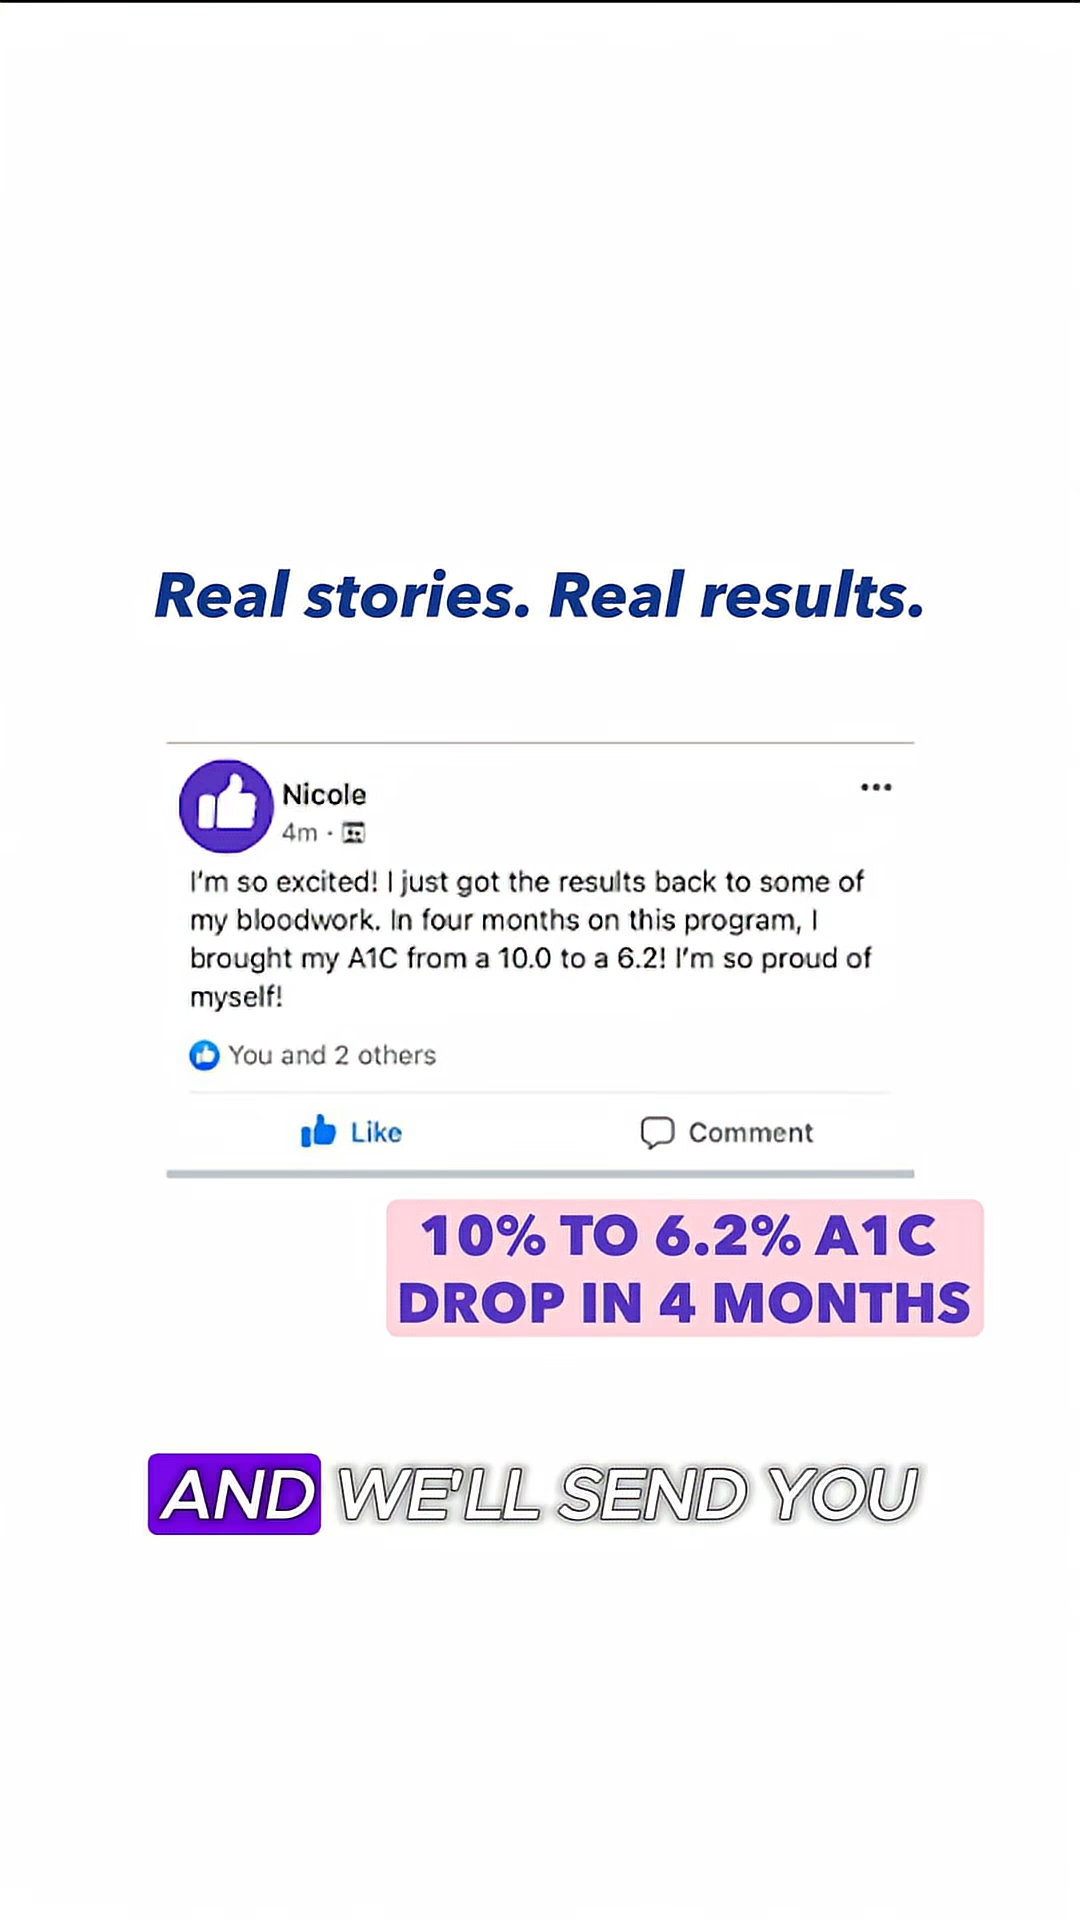 Real stories. Real results.
Nicole
•••
4m ·
I'm so excited! I just got the results back to some of
my bloodwork. In four months on this program, I
brought my A1C from a 10.0 to a 6.2! I'm so proud of
myself!
You and 2 others
Like
Comment
10% TO 6.2% A1C
DROP IN 4 MONTHS
AND WE'LL SEND YOU